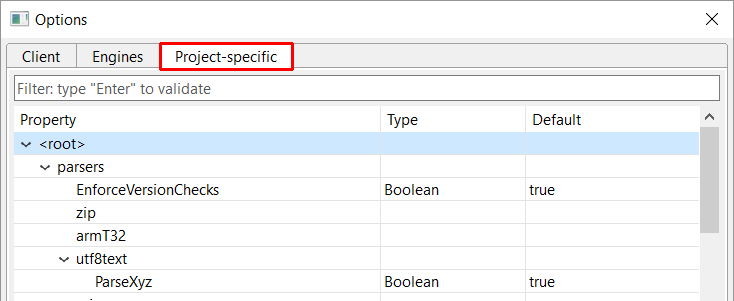 Options
Client Engines Project-specific
Filter: type "Enter" to validate
Property Type Default
<root>
parsers
EnforceVersionChecks Boolean true
zip
armT32
utf8text
ParseXyz Boolean true